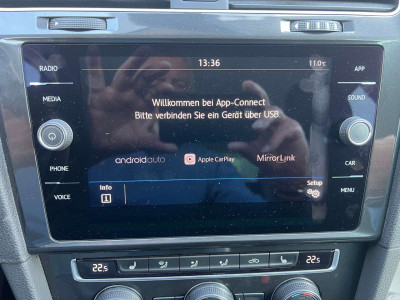 13:36 11.0°C
RADIO APP
MEDIA SOUND
Willkommen bei App-Connect
Bitte verbinden Sie ein Gerät über USB.
androidauto Apple CarPlay MirrorLink
PHONE CAR
Info Setup
VOICE MENU
22.5 22.5